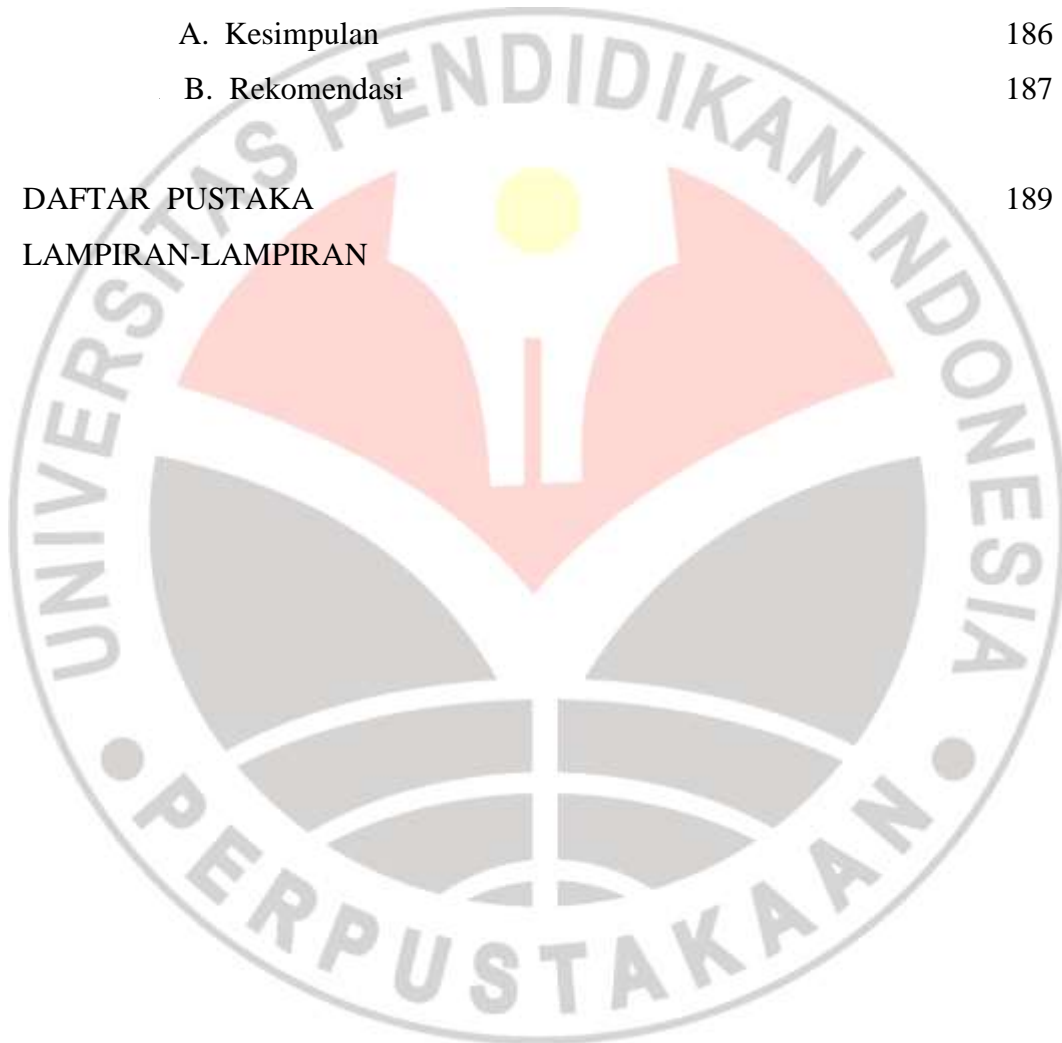 A. Kesimpulan 186
B. Rekomendasi 187
DAFTAR PUSTAKA 189
LAMPIRAN-LAMPIRAN
UNIVERSITAS PENDIDIKAN INDONESIA
PERPUSTAKAAN